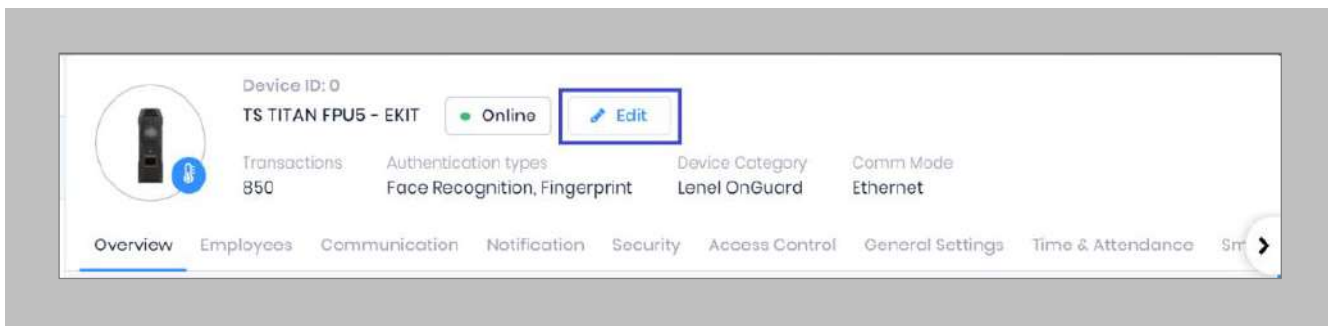 Device ID: 0
TS TITAN FPU5 - EKIT Online Edit
Transactions Authentication types Device Category Comm Mode
850 Face Recognition, Fingerprint Lenel OnGuard Ethernet
Overview Employees Communication Notification Security Access Control General Settings Time & Attendance Sm